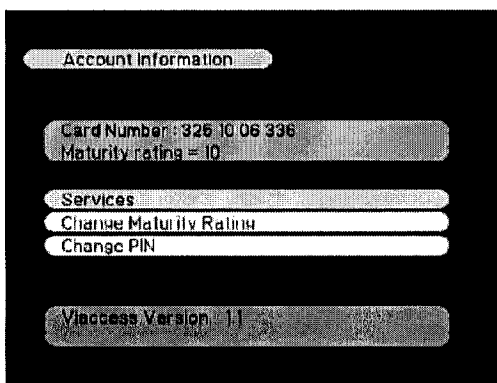 Account Information
Card Number : 326 10 06 336
Maturity rating = 10
Services
Change Maturity Rating
Change PIN
Viaccess Version : 1.1